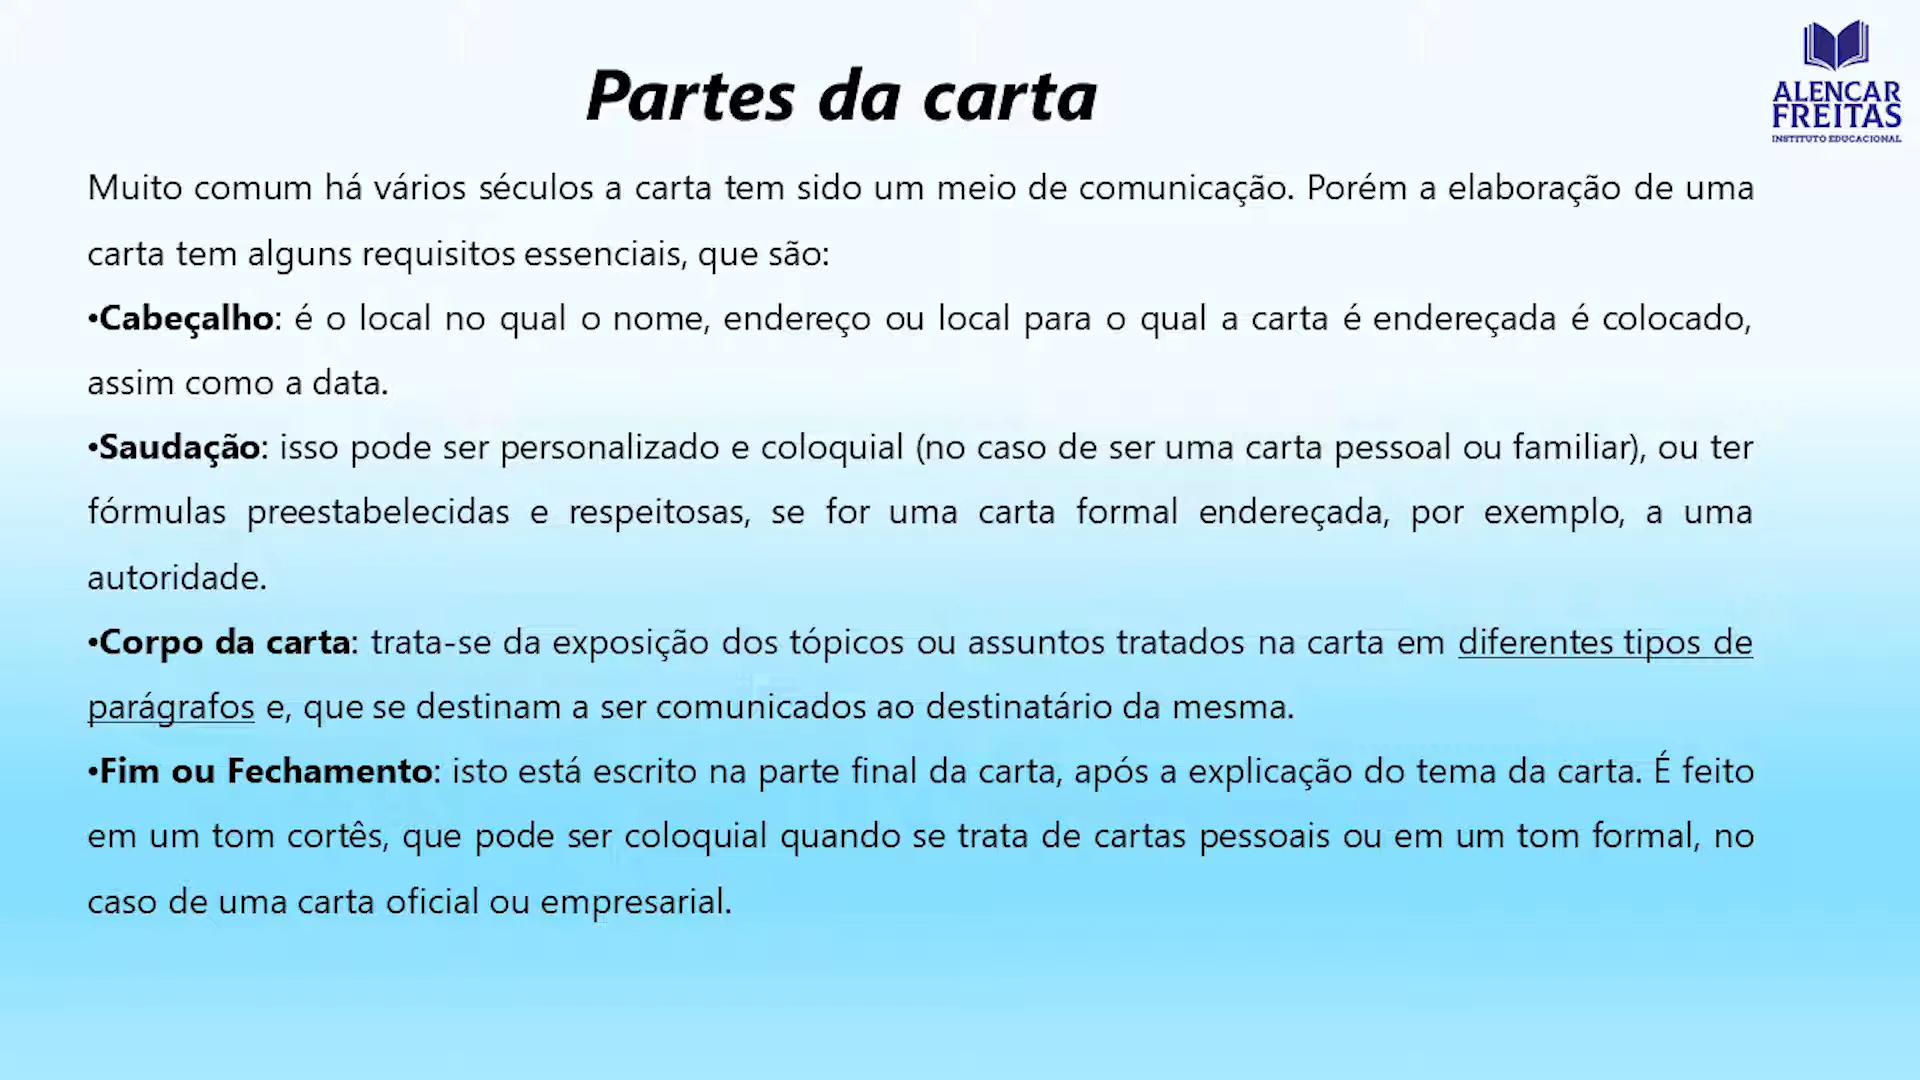 Partes da carta
ALENCAR
FREITAS
INSTITUTO EDUCACIONAL
Muito comum há vários séculos a carta tem sido um meio de comunicação. Porém a elaboração de uma
carta tem alguns requisitos essenciais, que são:
•Cabeçalho: é o local no qual o nome, endereço ou local para o qual a carta é endereçada é colocado,
assim como a data.
•Saudação: isso pode ser personalizado e coloquial (no caso de ser uma carta pessoal ou familiar), ou ter
fórmulas preestabelecidas e respeitosas, se for uma carta formal endereçada, por exemplo, a uma
autoridade.
•Corpo da carta: trata-se da exposição dos tópicos ou assuntos tratados na carta em diferentes tipos de
parágrafos e, que se destinam a ser comunicados ao destinatário da mesma.
•Fim ou Fechamento: isto está escrito na parte final da carta, após a explicação do tema da carta. É feito
em um tom cortês, que pode ser coloquial quando se trata de cartas pessoais ou em um tom formal, no
caso de uma carta oficial ou empresarial.